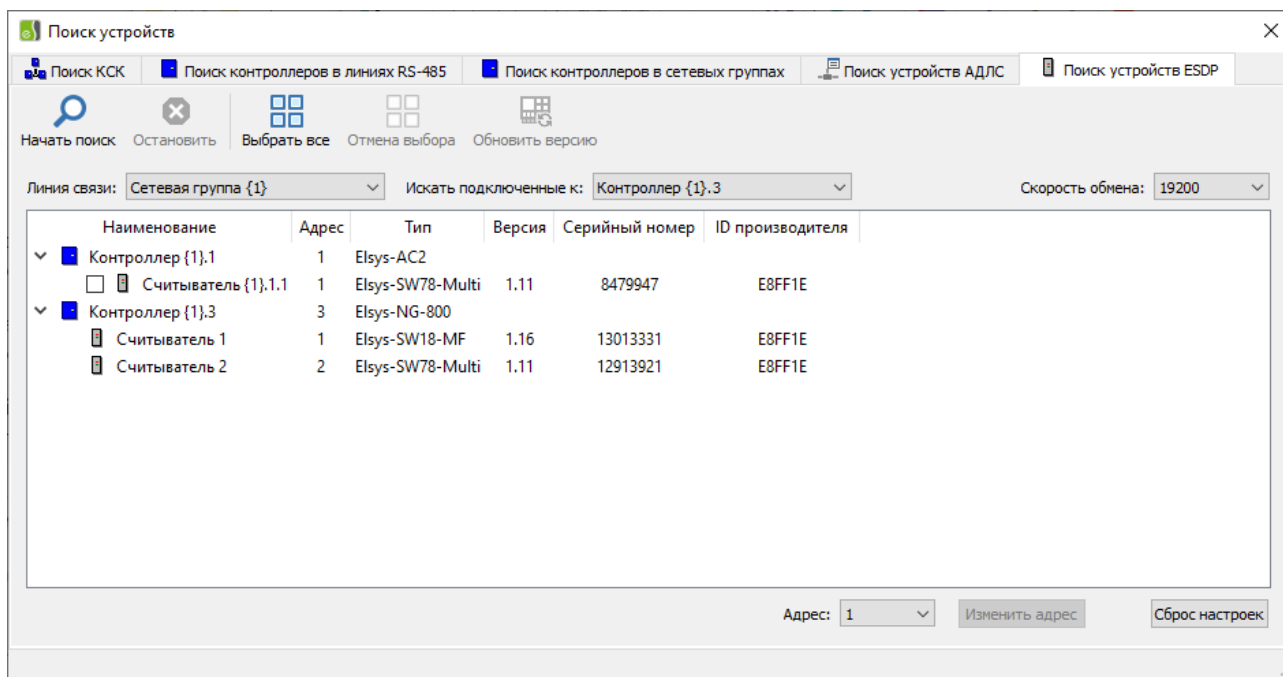 Поиск устройств
Поиск КСК Поиск контроллеров в линиях RS-485 Поиск контроллеров в сетевых группах Поиск устройств АДЛС Поиск устройств ESDP
Начать поиск Остановить Выбрать все Отмена выбора Обновить версию
Линия связи: Сетевая группа {1} Искать подключенные к: Контроллер {1}.3 Скорость обмена: 19200
Наименование Адрес Тип Версия Серийный номер ID производителя
Контроллер {1}.1 1 Elsys-AC2
Считыватель {1}.1.1 1 Elsys-SW78-Multi 1.11 8479947 E8FF1E
Контроллер {1}.3 3 Elsys-NG-800
Считыватель 1 1 Elsys-SW18-MF 1.16 13013331 E8FF1E
Считыватель 2 2 Elsys-SW78-Multi 1.11 12913921 E8FF1E
Адрес: 1 Изменить адрес Сброс настроек